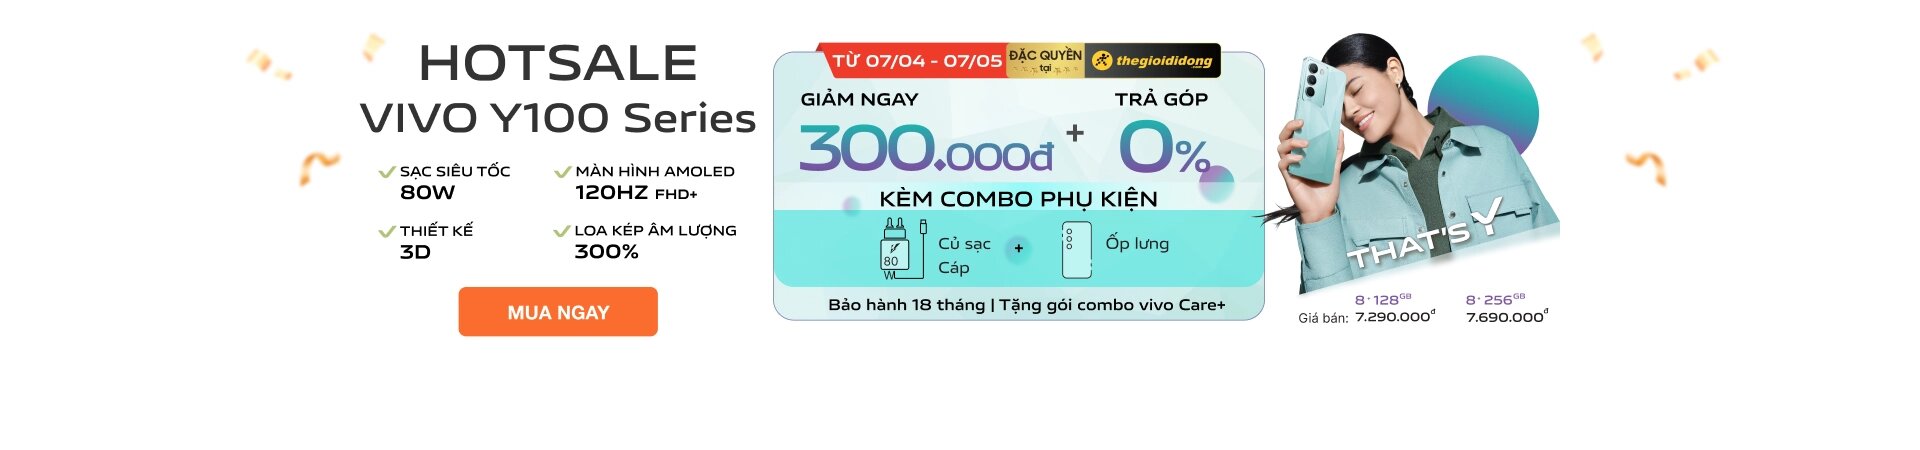 HOTSALE
VIVO Y100 Series
SẠC SIÊU TỐC
80W
MÀN HÌNH AMOLED
120HZ FHD+
THIẾT KẾ
3D
LOA KÉP ÂM LƯỢNG
300%
MUA NGAY
TỪ 07/04 - 07/05
ĐẶC QUYỀN
tại
thegioididong
.com
GIẢM NGAY
300.000đ
+
TRẢ GÓP
0%
KÈM COMBO PHỤ KIỆN
80
W
Củ sạc
Cáp
+
Ốp lưng
Bảo hành 18 tháng | Tặng gói combo vivo Care+
THAT'S Y
8+128GB
8+256GB
Giá bán: 7.290.000đ
7.690.000đ